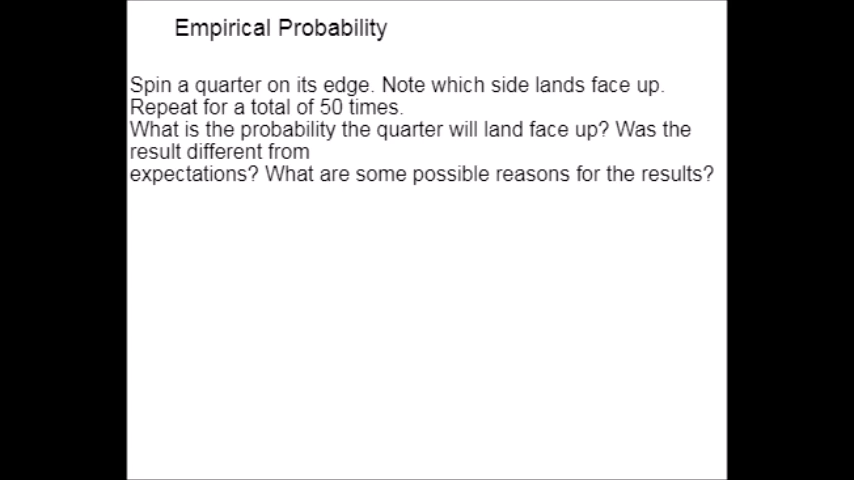 Empirical Probability
Spin a quarter on its edge. Note which side lands face up.
Repeat for a total of 50 times.
What is the probability the quarter will land face up? Was the
result different from
expectations? What are some possible reasons for the results?